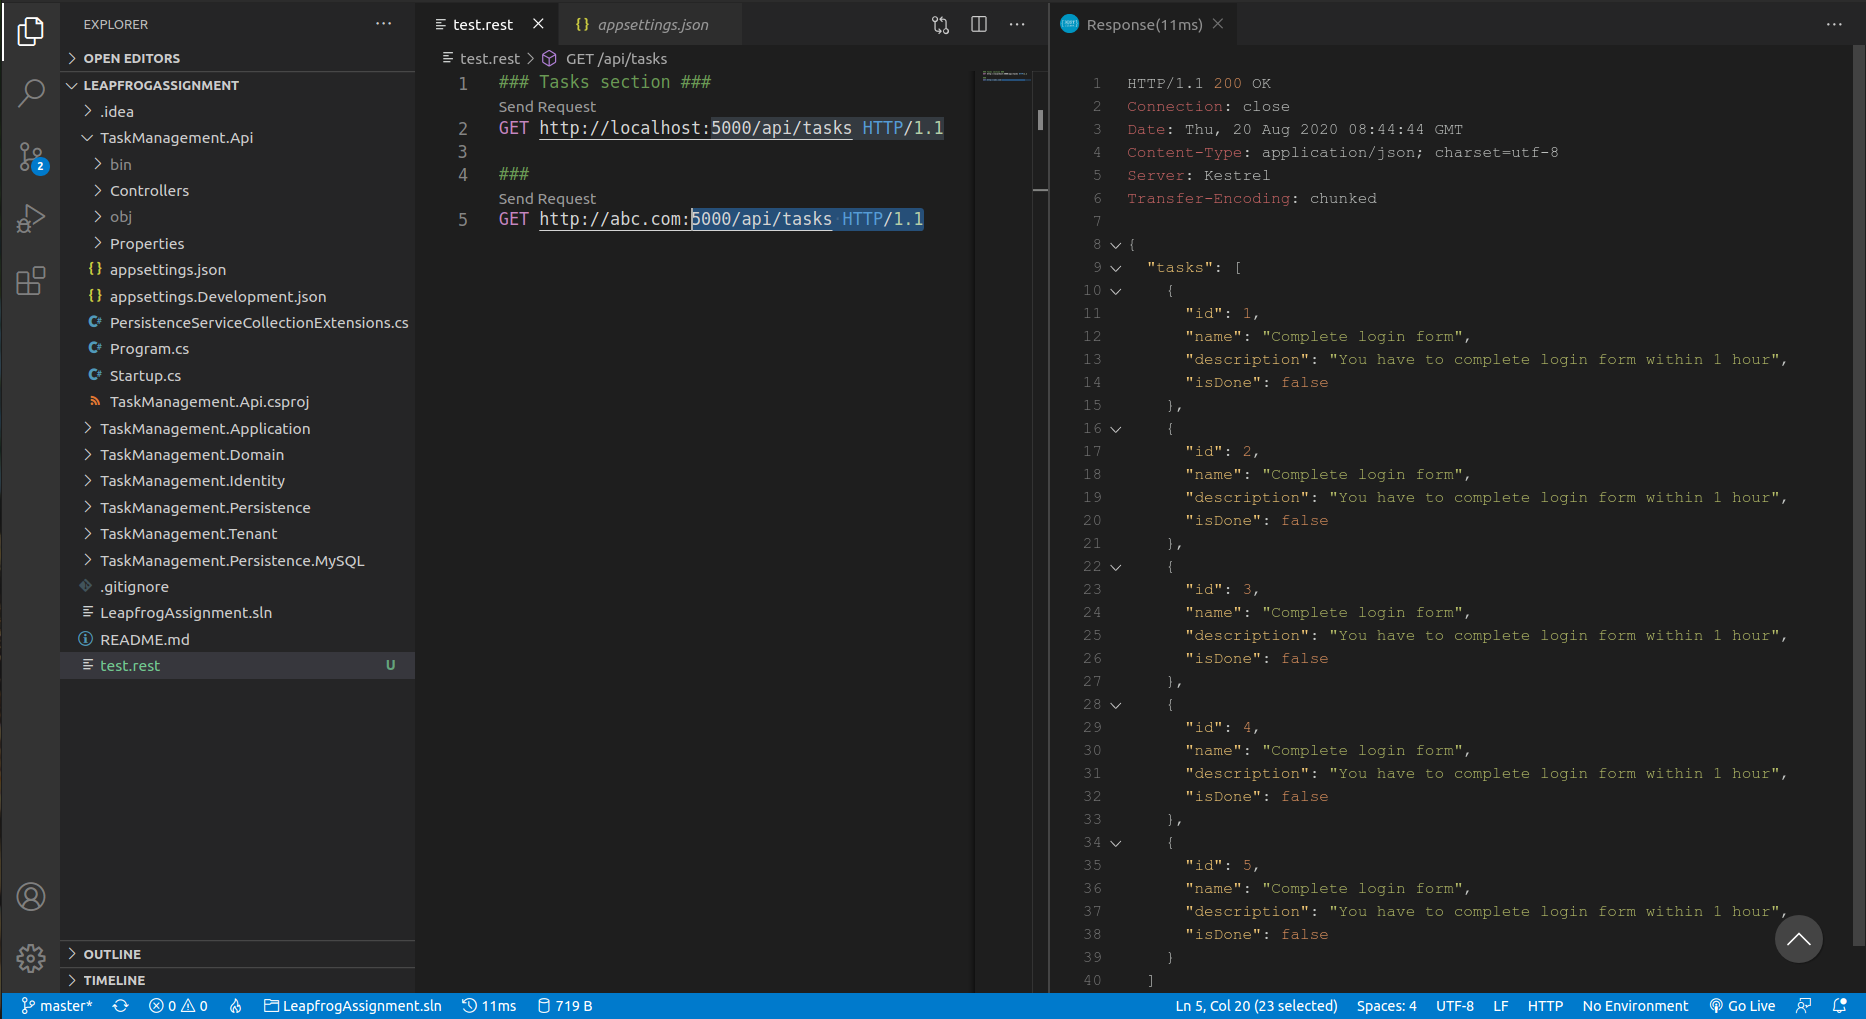 EXPLORER
OPEN EDITORS
LEAPFROGASSIGNMENT
.idea
TaskManagement.Api
bin
Controllers
obj
Properties
{} appsettings.json
{} appsettings.Development.json
C# PersistenceServiceCollectionExtensions.cs
C# Program.cs
C# Startup.cs
TaskManagement.Api.csproj
TaskManagement.Application
TaskManagement.Domain
TaskManagement.Identity
TaskManagement.Persistence
TaskManagement.Tenant
TaskManagement.Persistence.MySQL
.gitignore
LeapfrogAssignment.sln
README.md
test.rest U
OUTLINE
TIMELINE
2
test.rest
{} appsettings.json
test.rest > GET /api/tasks
1 ### Tasks section ###
Send Request
2 GET http://localhost:5000/api/tasks HTTP/1.1
3
4 ###
Send Request
5 GET http://abc.com:5000/api/tasks HTTP/1.1
Response(11ms)
1 HTTP/1.1 200 OK
2 Connection: close
3 Date: Thu, 20 Aug 2020 08:44:44 GMT
4 Content-Type: application/json; charset=utf-8
5 Server: Kestrel
6 Transfer-Encoding: chunked
7
8 {
9 "tasks": [
10 {
11 "id": 1,
12 "name": "Complete login form",
13 "description": "You have to complete login form within 1 hour",
14 "isDone": false
15 },
16 {
17 "id": 2,
18 "name": "Complete login form",
19 "description": "You have to complete login form within 1 hour",
20 "isDone": false
21 },
22 {
23 "id": 3,
24 "name": "Complete login form",
25 "description": "You have to complete login form within 1 hour",
26 "isDone": false
27 },
28 {
29 "id": 4,
30 "name": "Complete login form",
31 "description": "You have to complete login form within 1 hour",
32 "isDone": false
33 },
34 {
35 "id": 5,
36 "name": "Complete login form",
37 "description": "You have to complete login form within 1 hour",
38 "isDone": false
39 }
40 ]
master* 0 0 LeapfrogAssignment.sln 11ms 719 B Ln 5, Col 20 (23 selected) Spaces: 4 UTF-8 LF HTTP No Environment Go Live